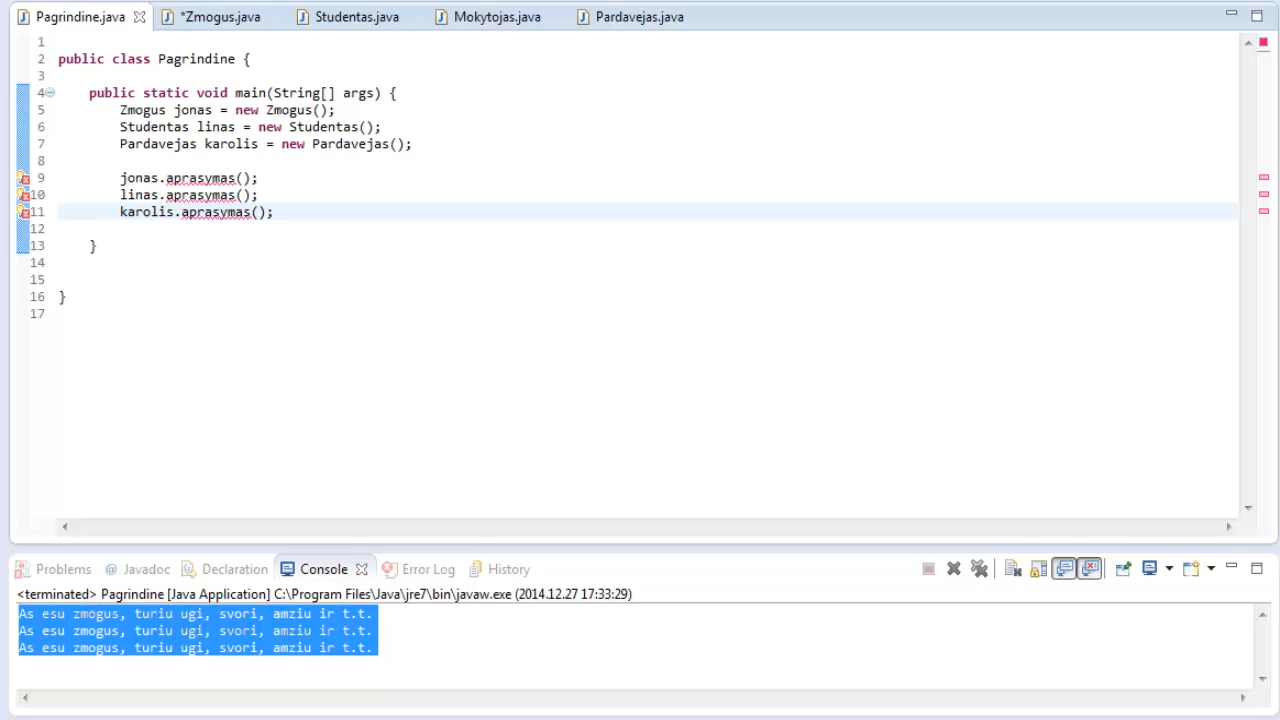 Pagrindine.java *Zmogus.java Studentas.java Mokytojas.java Pardavejas.java
1
2 public class Pagrindine {
3
4 public static void main(String[] args) {
5 Zmogus jonas = new Zmogus();
6 Studentas linas = new Studentas();
7 Pardavejas karolis = new Pardavejas();
8
9 jonas.aprasymas();
10 linas.aprasymas();
11 karolis.aprasymas();
12
13 }
14
15
16 }
17
Problems @ Javadoc Declaration Console Error Log History
<terminated> Pagrindine [Java Application] C:\Program Files\Java\jre7\bin\javaw.exe (2014.12.27 17:33:29)
As esu zmogus, turiu ugi, svori, amziu ir t.t.
As esu zmogus, turiu ugi, svori, amziu ir t.t.
As esu zmogus, turiu ugi, svori, amziu ir t.t.